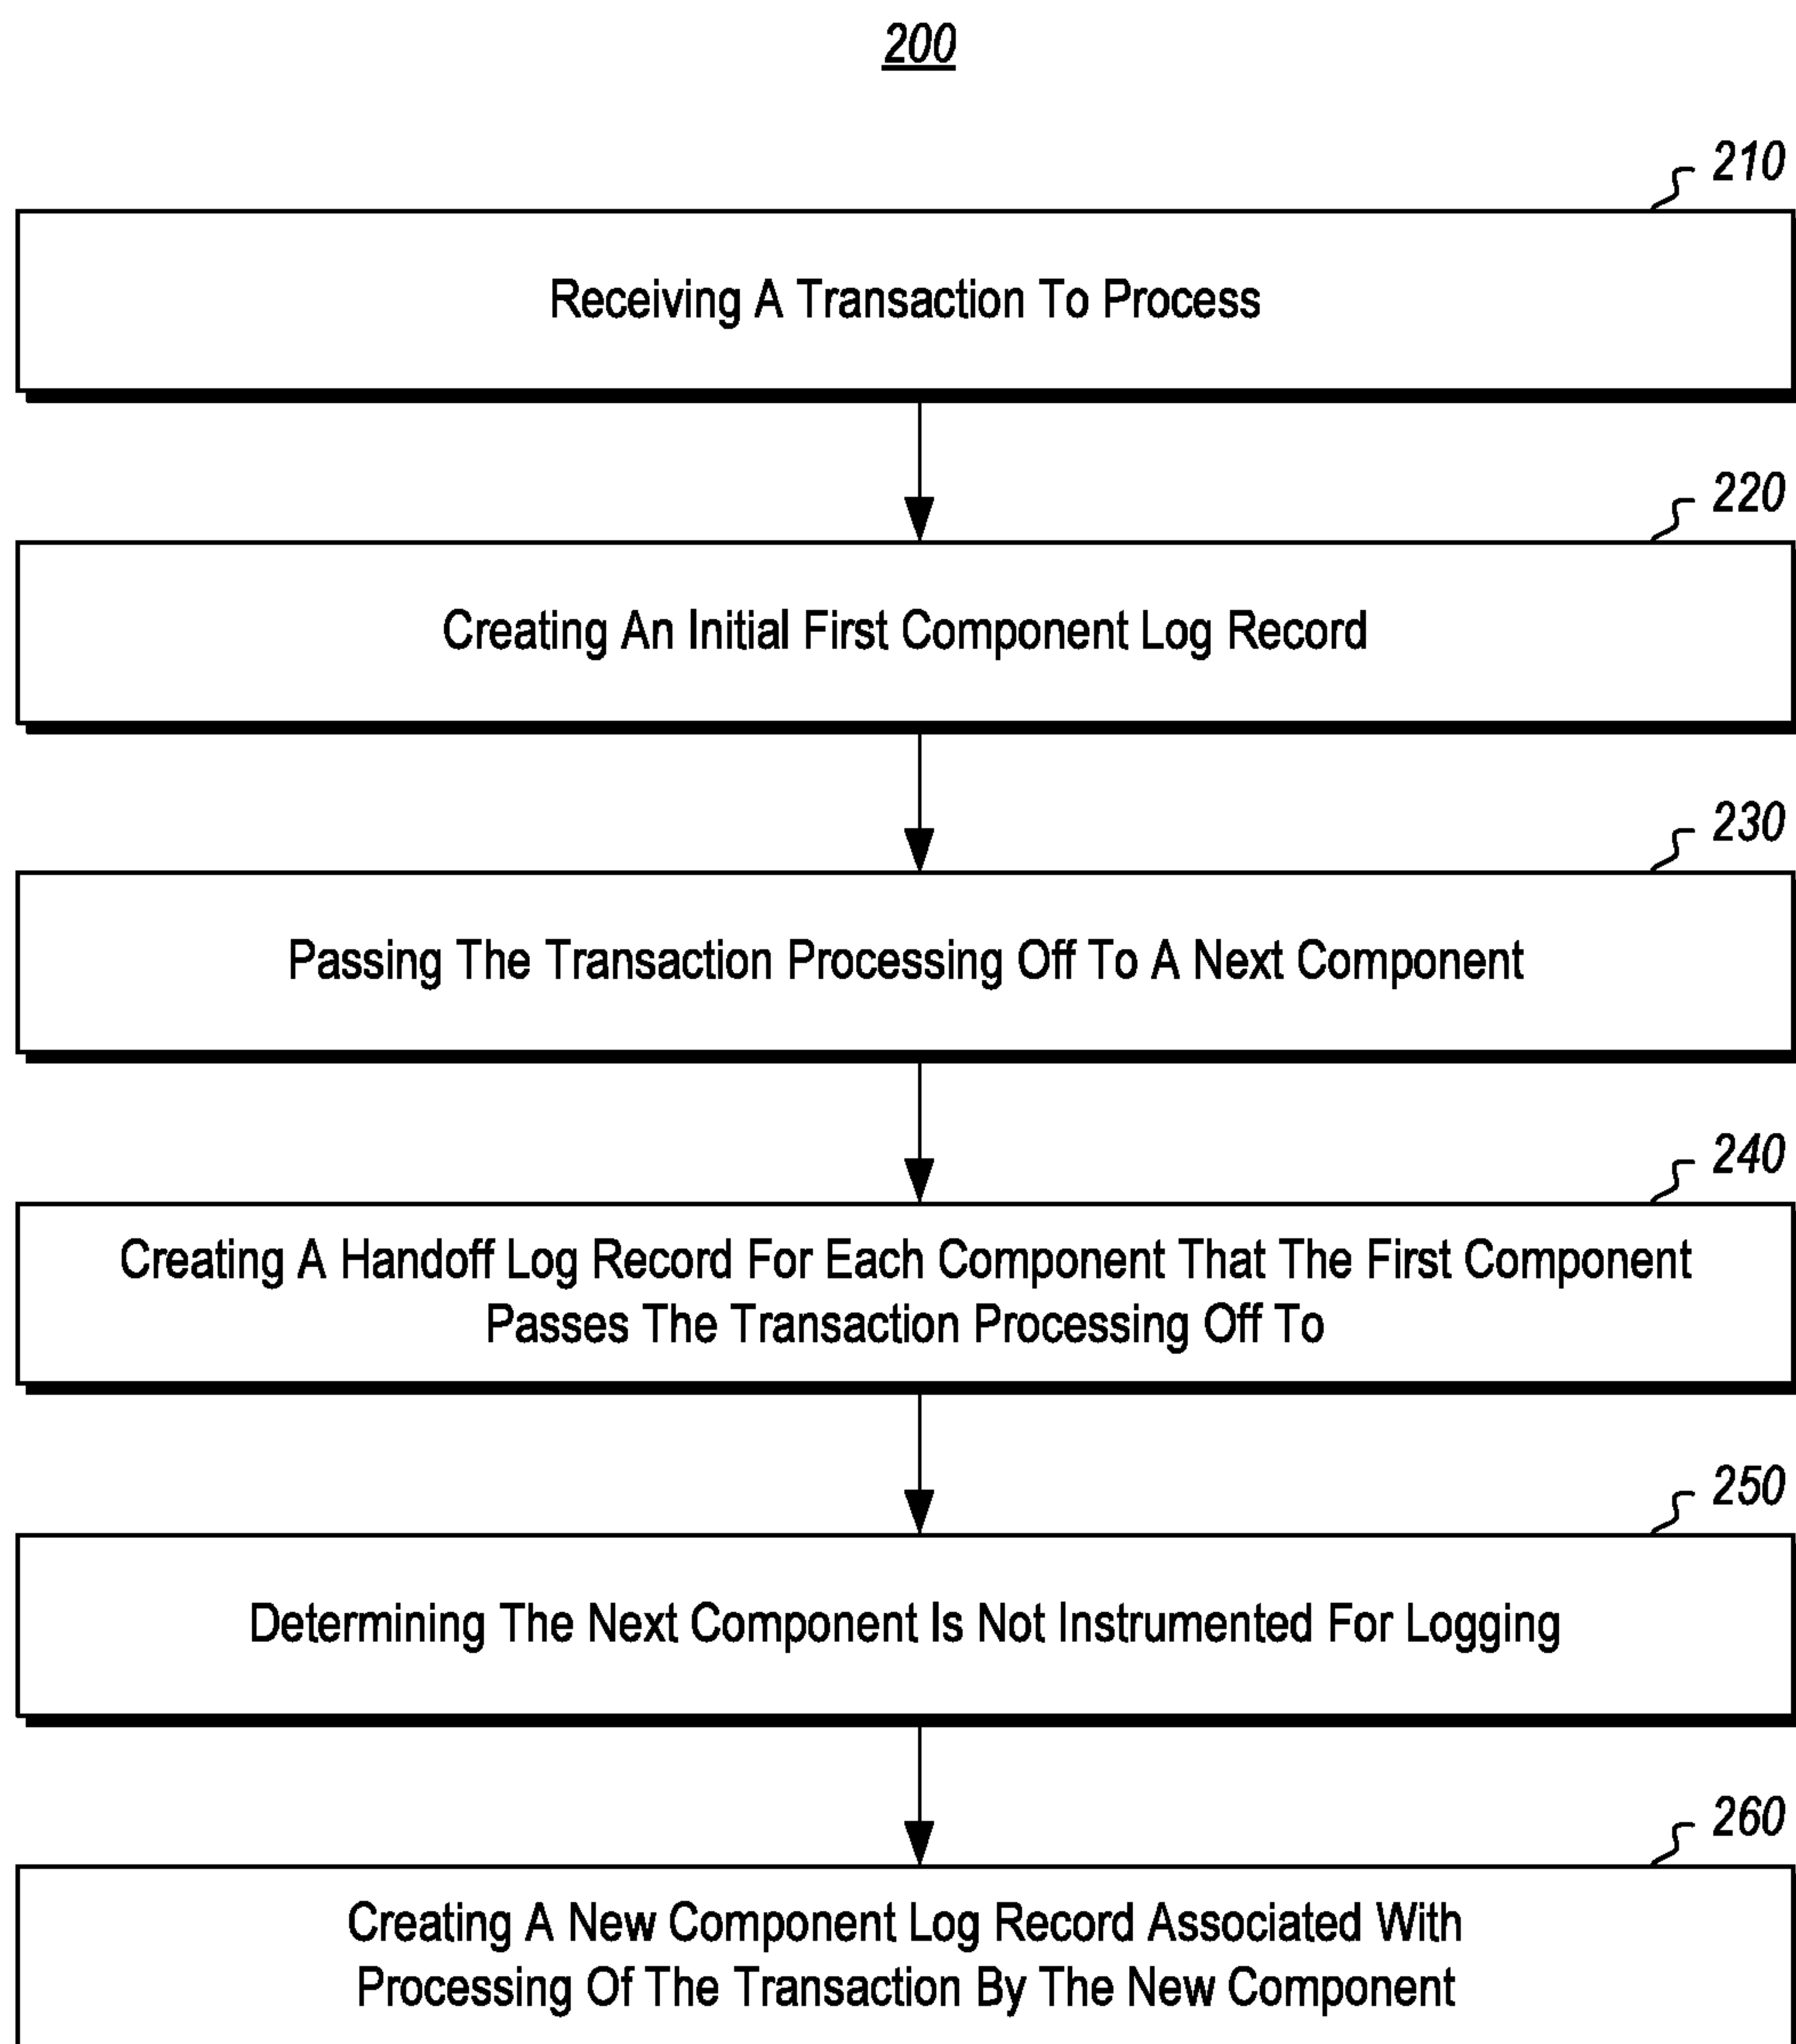 200
210
Receiving A Transaction To Process
220
Creating An Initial First Component Log Record
230
Passing The Transaction Processing Off To A Next Component
240
Creating A Handoff Log Record For Each Component That The First Component
Passes The Transaction Processing Off To
250
Determining The Next Component Is Not Instrumented For Logging
260
Creating A New Component Log Record Associated With
Processing Of The Transaction By The New Component